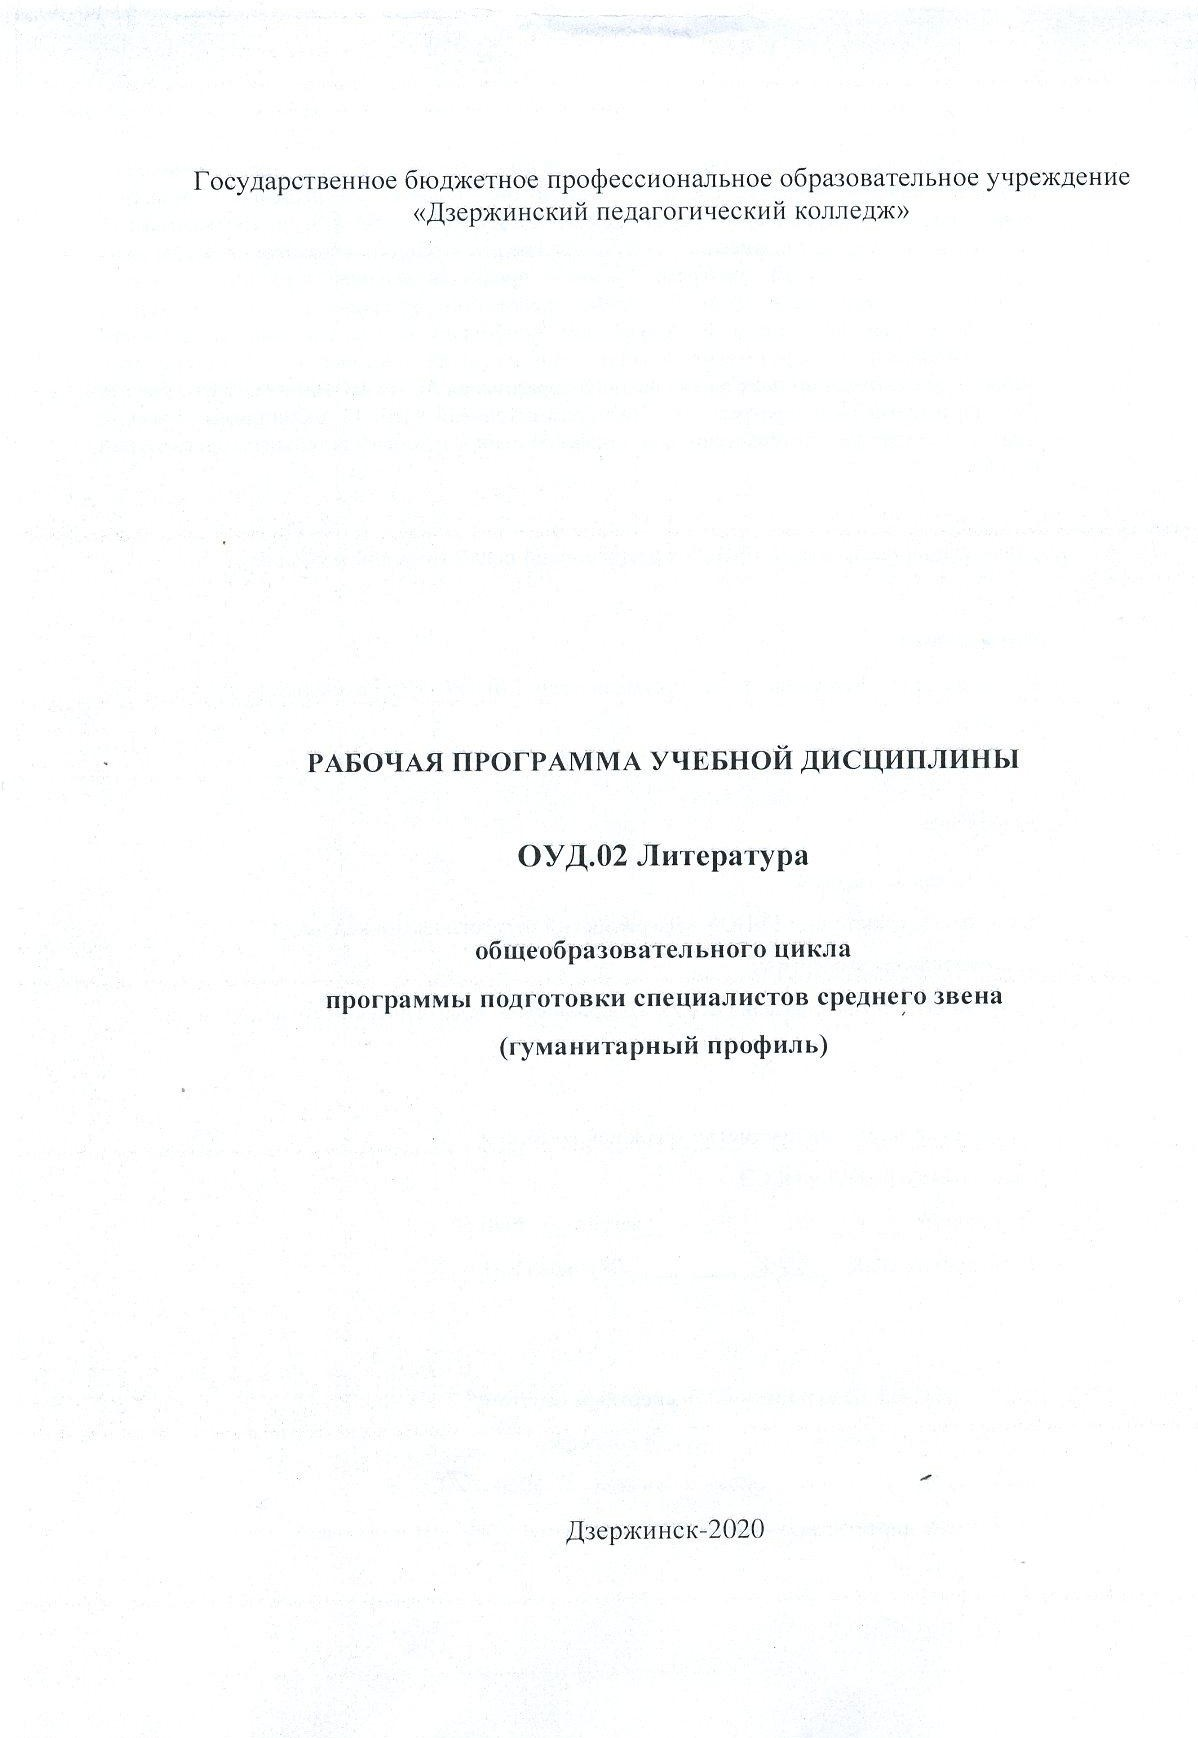 Государственное бюджетное профессиональное образовательное учреждение
«Дзержинский педагогический колледж»
РАБОЧАЯ ПРОГРАММА УЧЕБНОЙ ДИСЦИПЛИНЫ
ОУД.02 Литература
общеобразовательного цикла
программы подготовки специалистов среднего звена
(гуманитарный профиль)
Дзержинск-2020